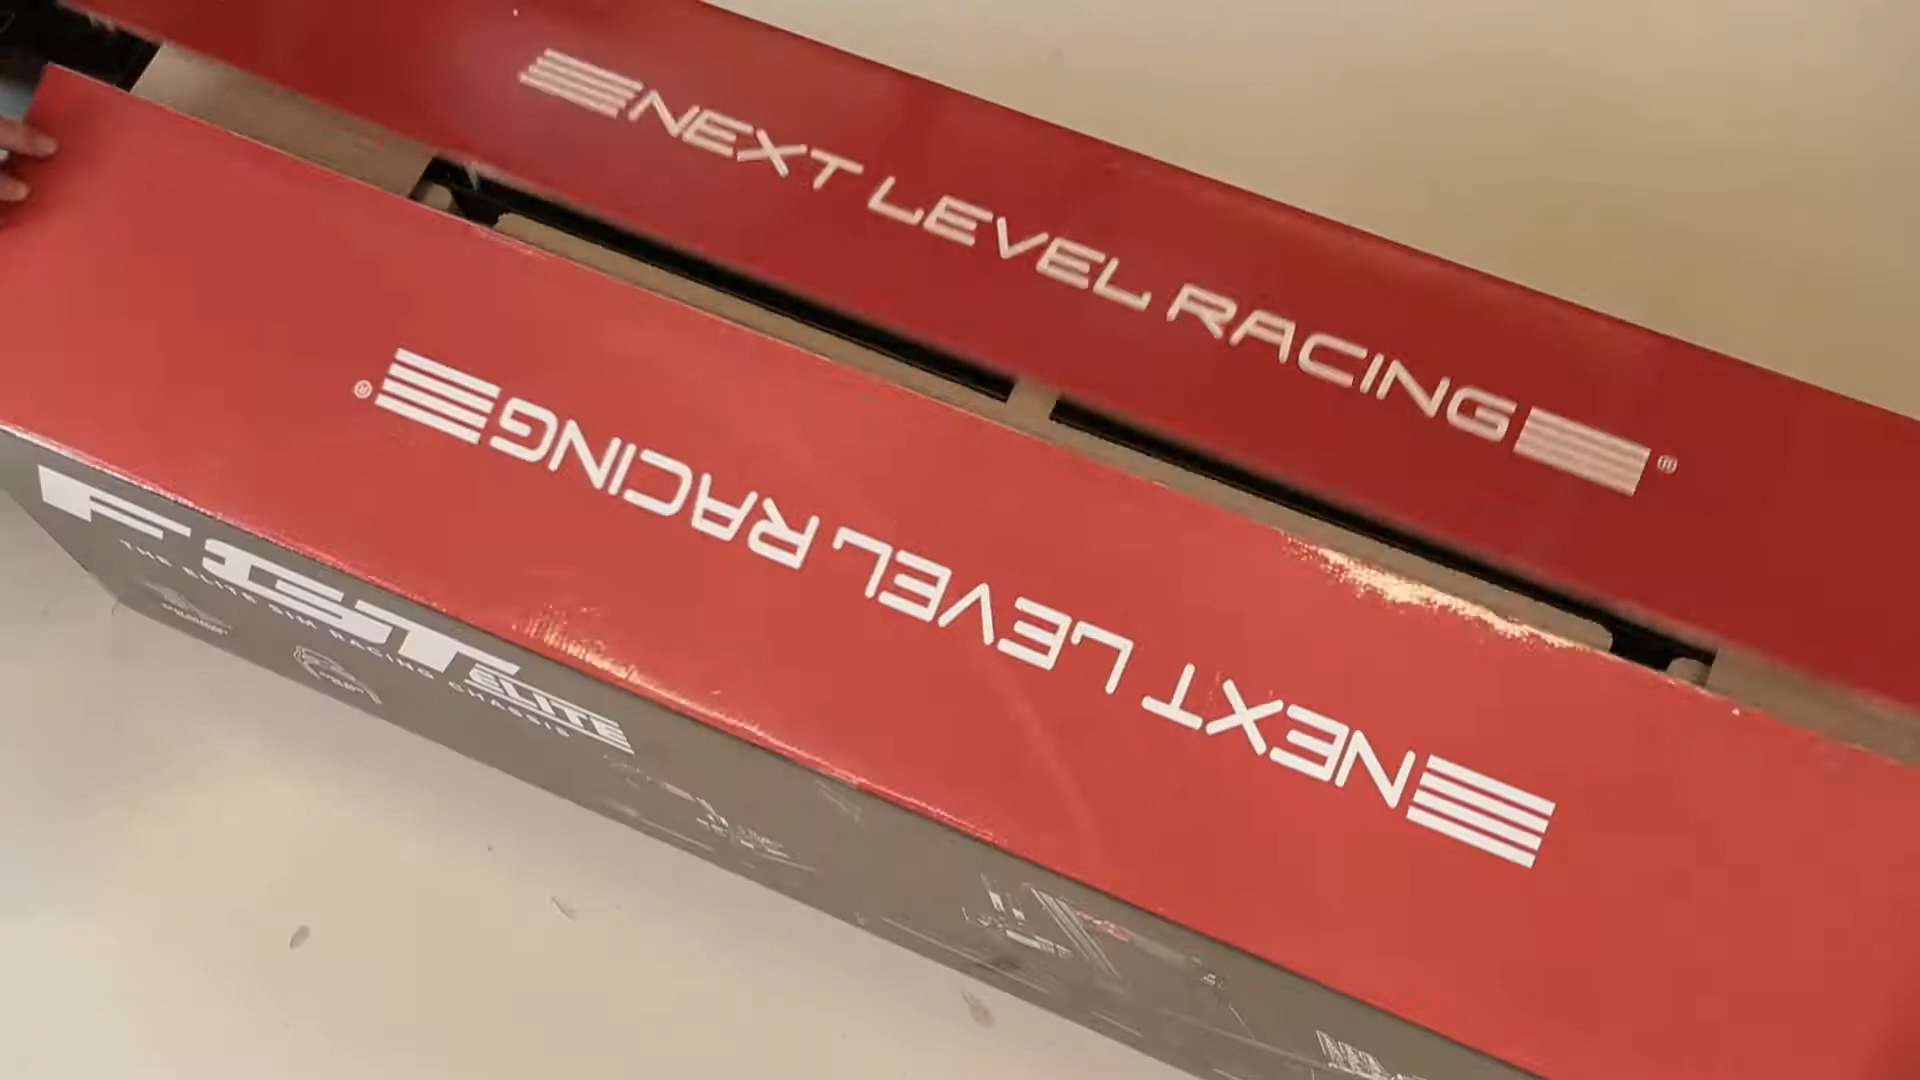 NEXT LEVEL RACING®
NEXT LEVEL RACING®
F-GT ELITE
THE ELITE SIM RACING CHASSIS